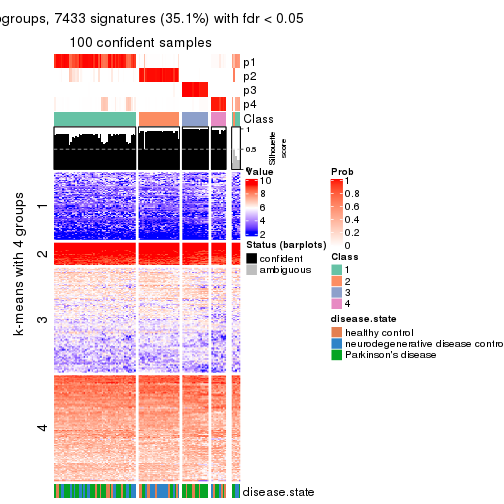 groups, 7433 signatures (35.1%) with fdr < 0.05
100 confident samples
p1
p2
p3
p4
Class
1
0.5
0
Silhouette
score
k-means with 4 groups
1
2
3
4
Value
10
8
6
4
2
Status (barplots)
confident
ambiguous
Prob
1
0.8
0.6
0.4
0.2
0
Class
1
2
3
4
disease.state
healthy control
neurodegenerative disease contro
Parkinson's disease
disease.state